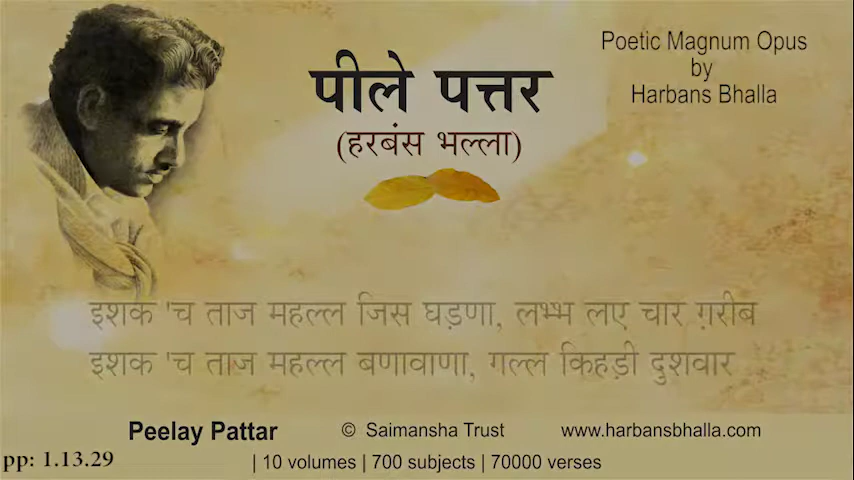 Poetic Magnum Opus
by
Harbans Bhalla
पीले पत्तर
(हरबंस भल्ला)
इशक 'च ताज महल्ल जिस घड़णा, लभ्भ लए चार ग़रीब
इशक 'च ताज महल्ल बणावाणा, गल्ल किहड़ी दुशवार
Peelay Pattar © Saimansha Trust www.harbansbhalla.com
pp: 1.13.29 | 10 volumes | 700 subjects | 70000 verses